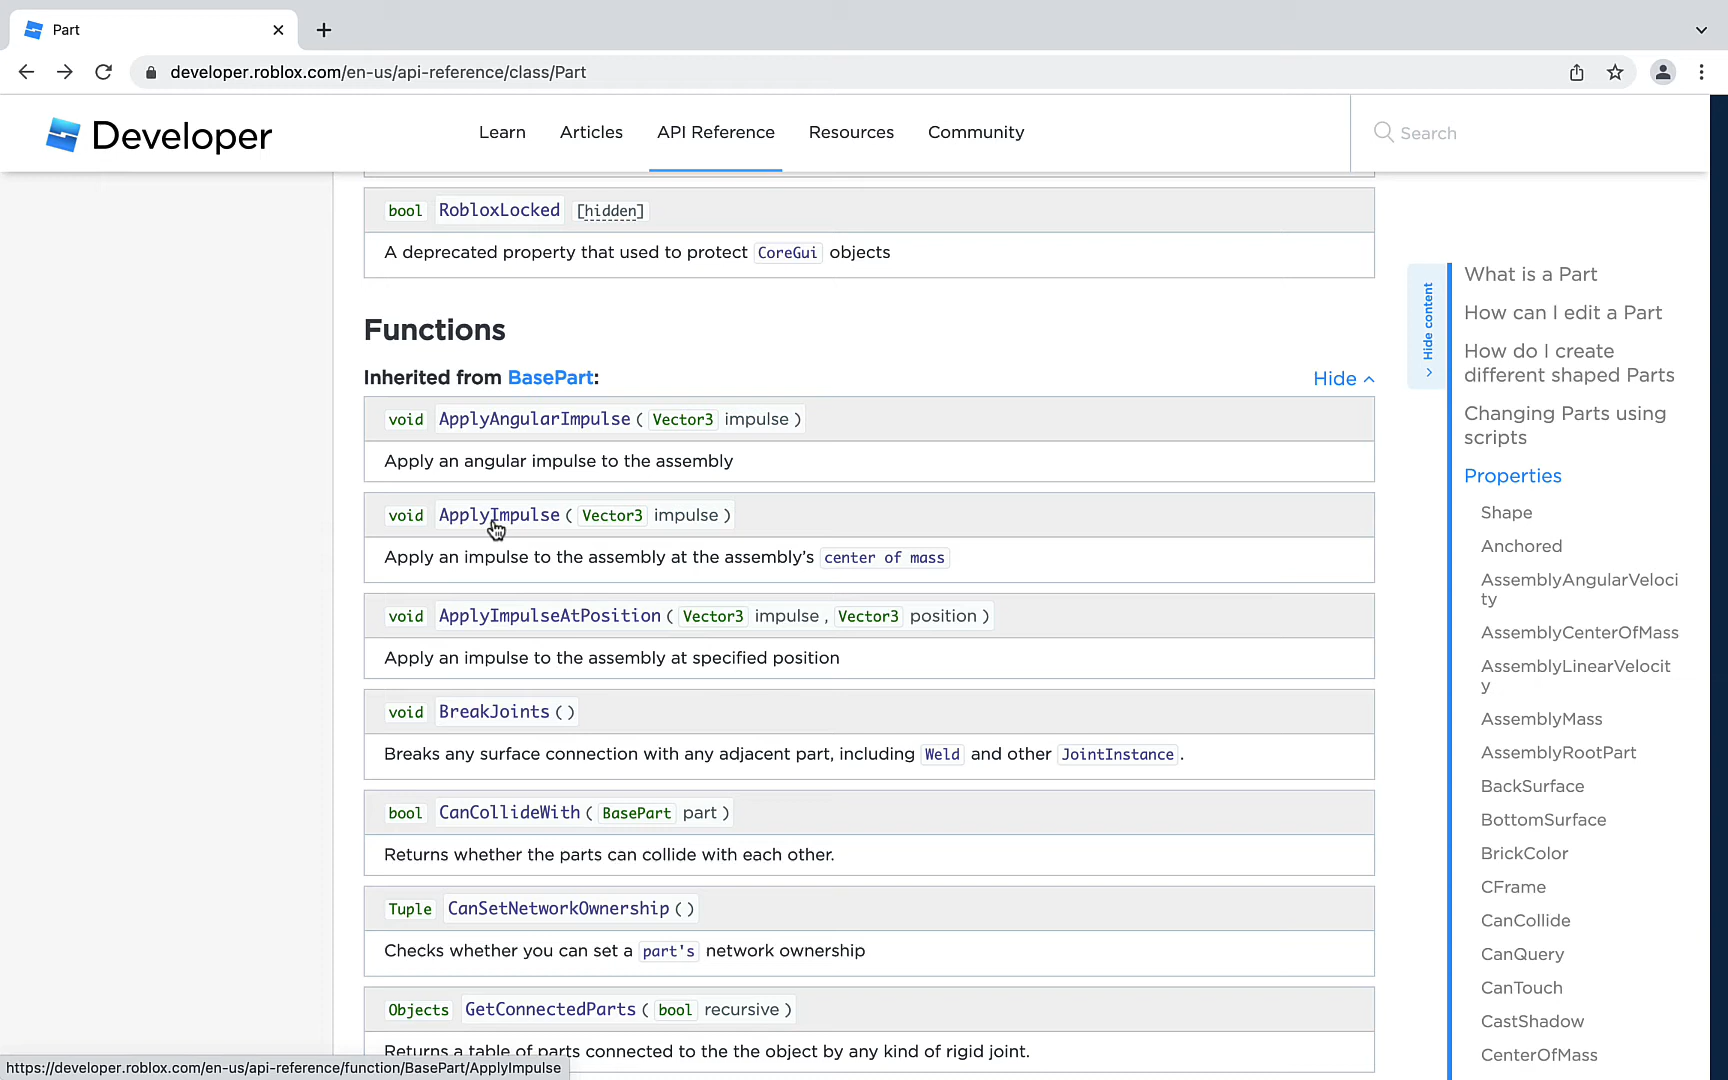 Part
developer.roblox.com/en-us/api-reference/class/Part
Developer
Learn Articles API Reference Resources Community
Search
bool RobloxLocked [hidden]
A deprecated property that used to protect CoreGui objects
Functions
Inherited from BasePart:
Hide
void ApplyAngularImpulse ( Vector3 impulse )
Apply an angular impulse to the assembly
void ApplyImpulse ( Vector3 impulse )
Apply an impulse to the assembly at the assembly’s center of mass
void ApplyImpulseAtPosition ( Vector3 impulse , Vector3 position )
Apply an impulse to the assembly at specified position
void BreakJoints ( )
Breaks any surface connection with any adjacent part, including Weld and other JointInstance .
bool CanCollideWith ( BasePart part )
Returns whether the parts can collide with each other.
Tuple CanSetNetworkOwnership ( )
Checks whether you can set a part's network ownership
Objects GetConnectedParts ( bool recursive )
Returns a table of parts connected to the the object by any kind of rigid joint.
Hide content
What is a Part
How can I edit a Part
How do I create
different shaped Parts
Changing Parts using
scripts
Properties
Shape
Anchored
AssemblyAngularVeloci
ty
AssemblyCenterOfMass
AssemblyLinearVelocit
y
AssemblyMass
AssemblyRootPart
BackSurface
BottomSurface
BrickColor
CFrame
CanCollide
CanQuery
CanTouch
CastShadow
CenterOfMass
https://developer.roblox.com/en-us/api-reference/function/BasePart/ApplyImpulse